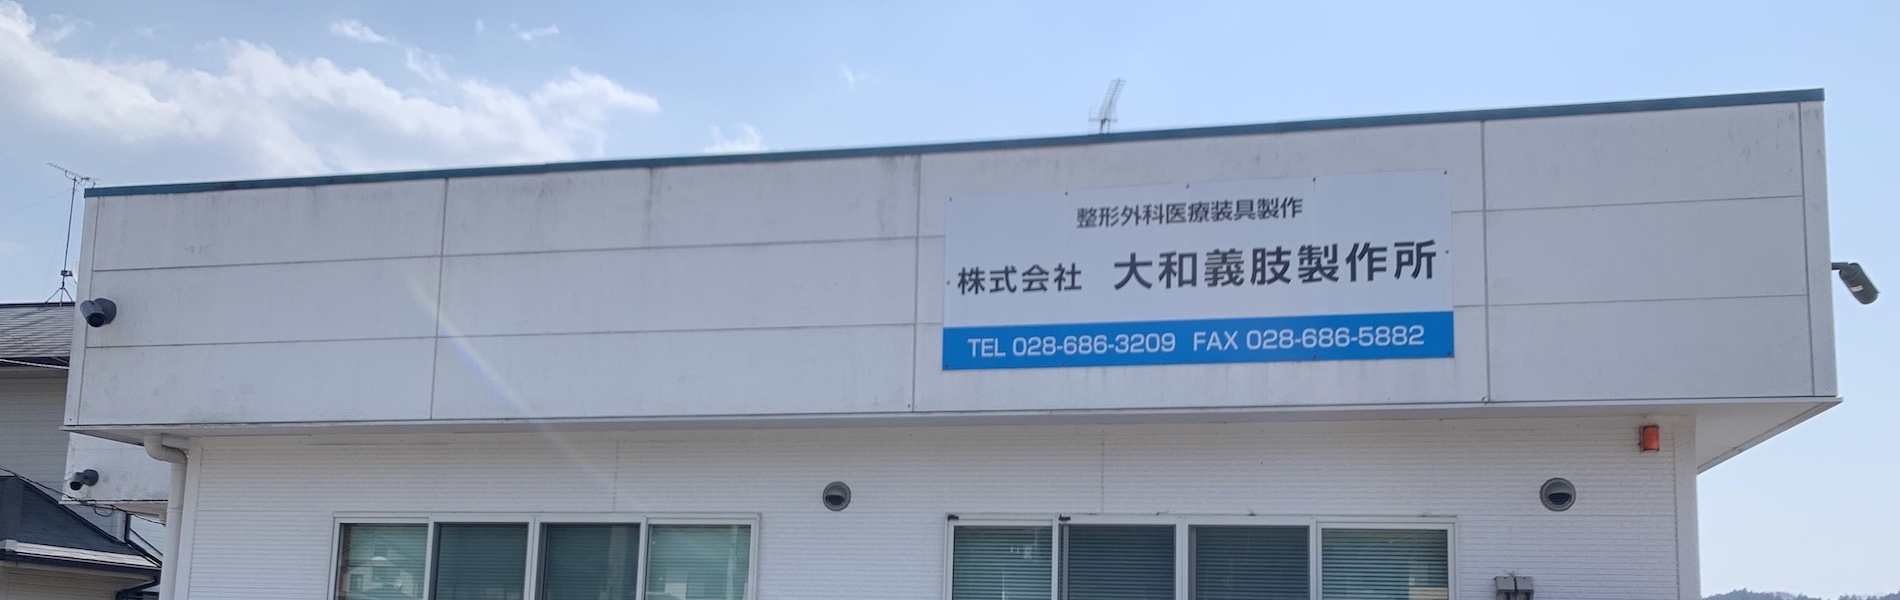 整形外科医療装具製作
株式会社 大和義肢製作所
TEL 028-686-3209 FAX 028-686-5882